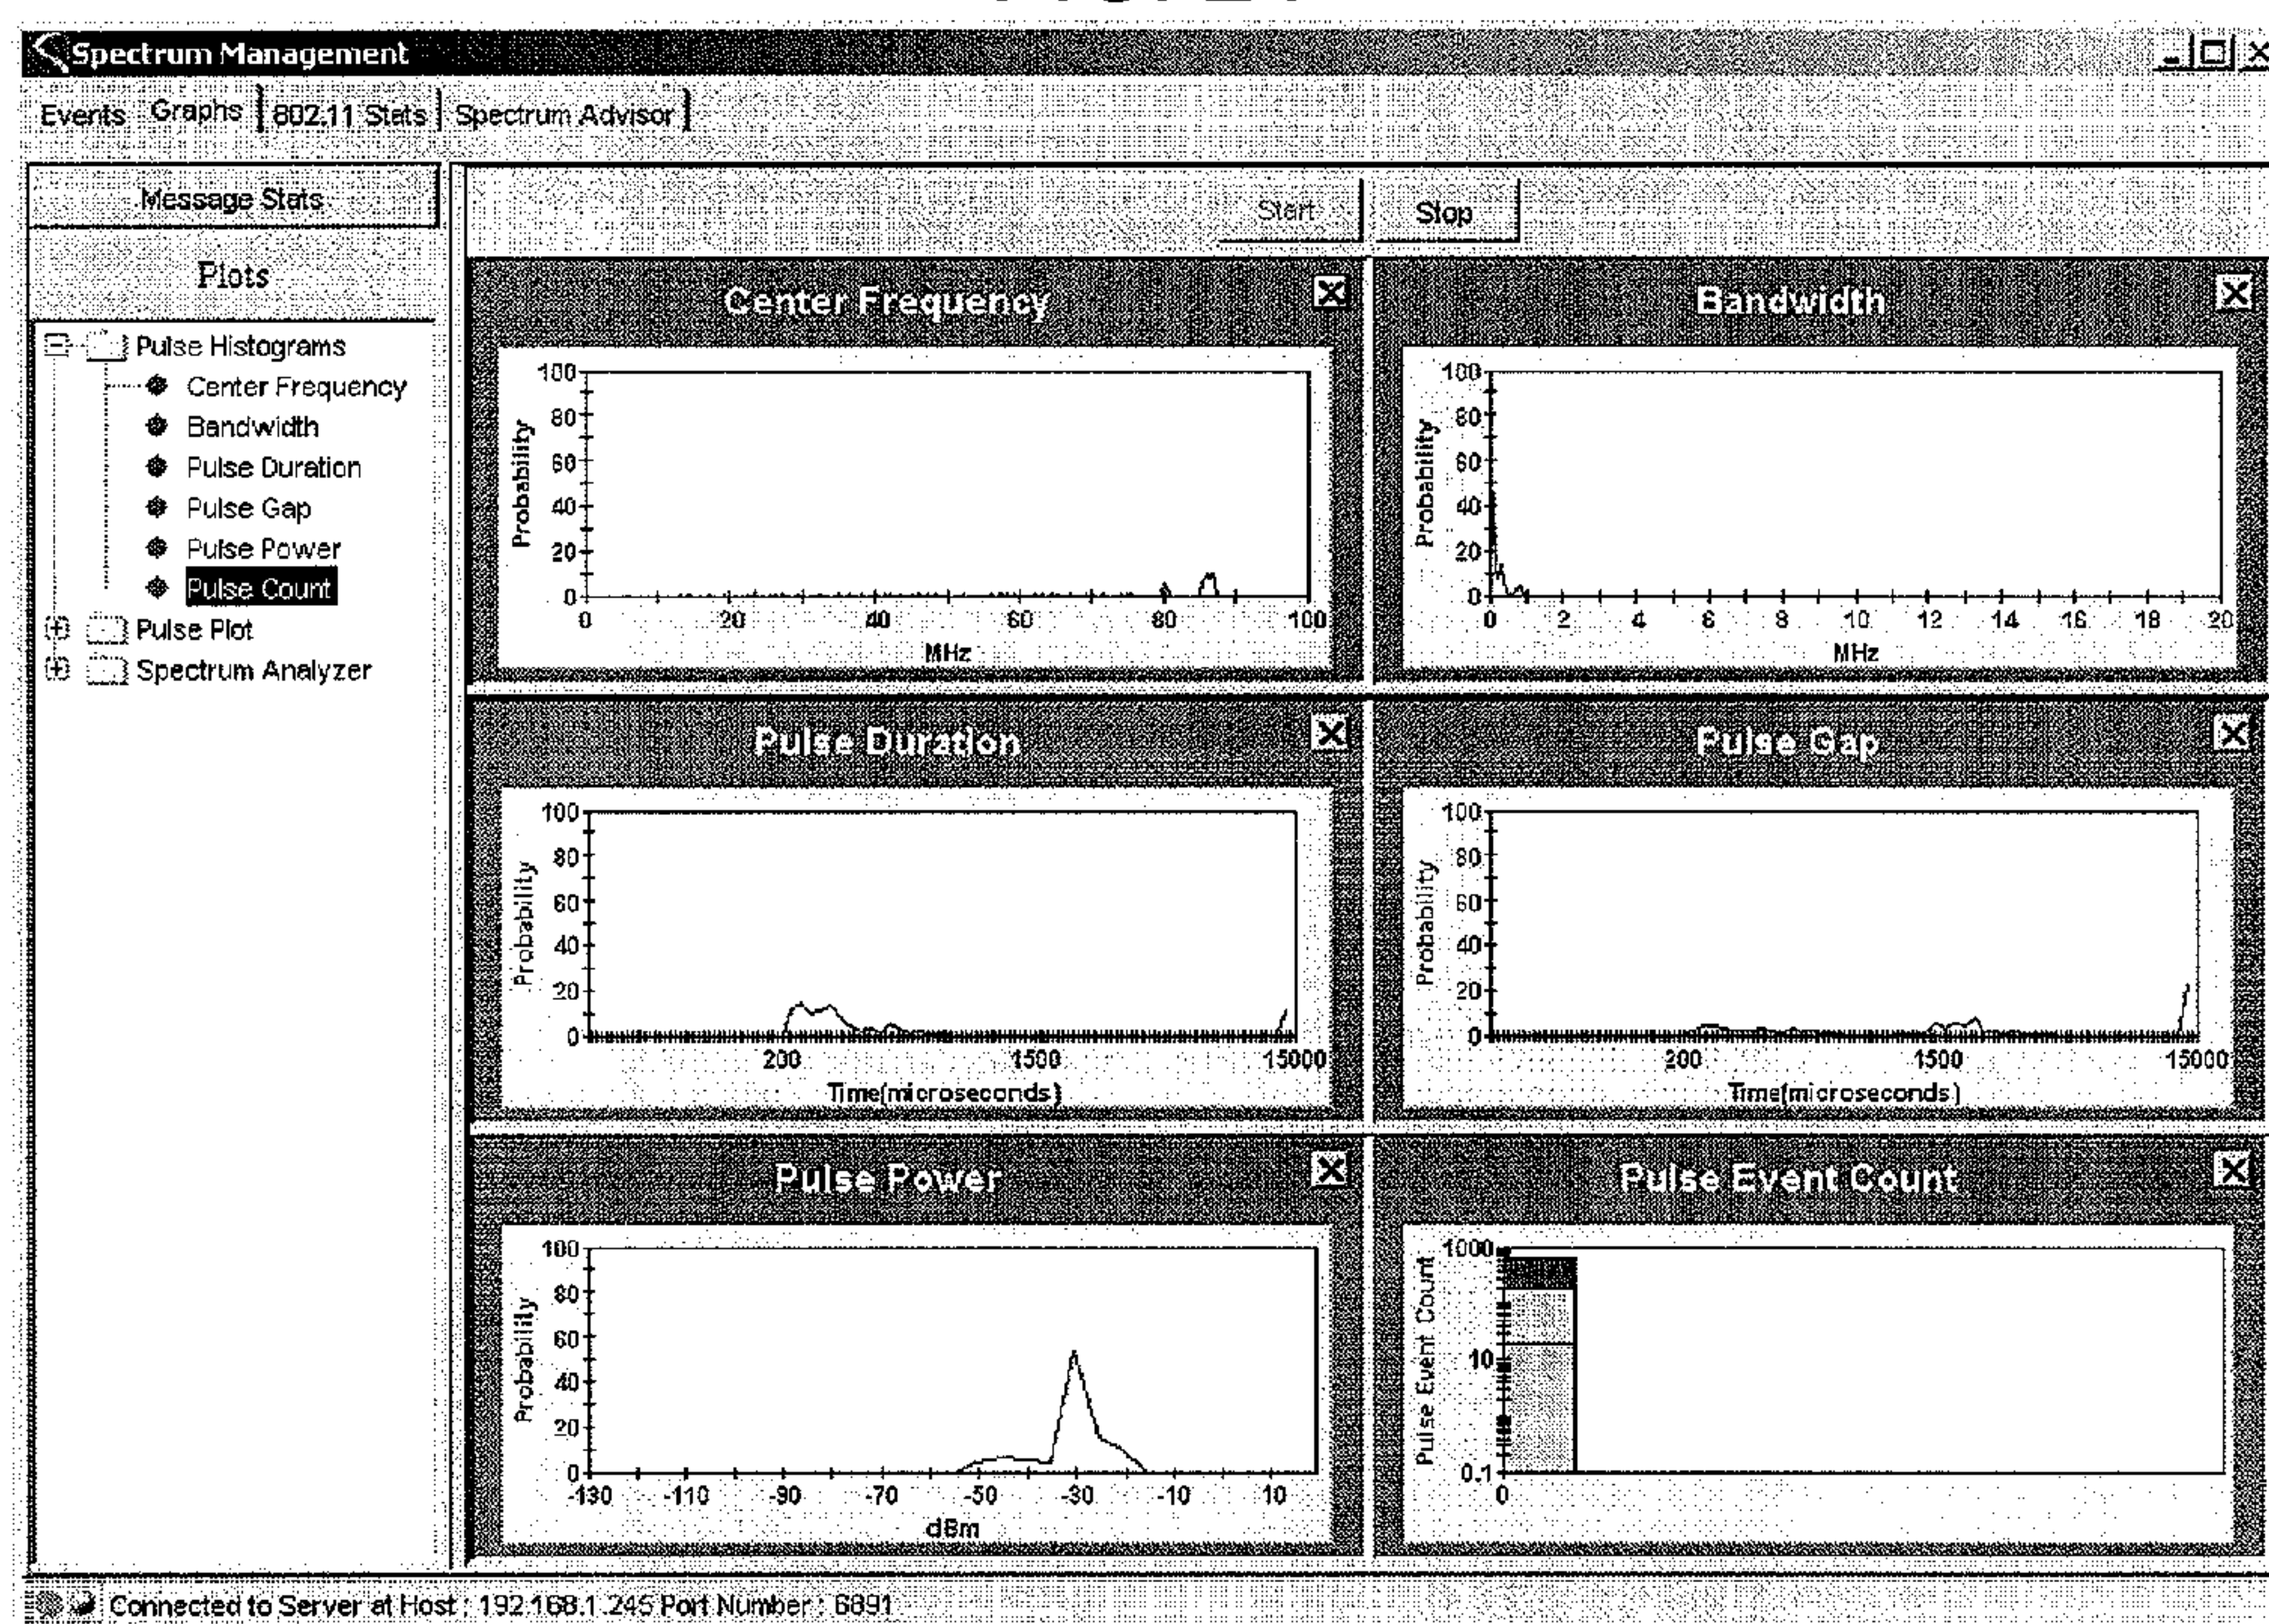 Spectrum Management
Events Graphs 802.11 Stats Spectrum Advisor
Message Stats
Start Stop
Plots
Pulse Histograms
Center Frequency
Bandwidth
Pulse Duration
Pulse Gap
Pulse Power
Pulse Count
Pulse Plot
Spectrum Analyzer
Center Frequency
Probability
100
80
60
40
20
0
0 20 40 60 80 100
MHz
Bandwidth
Probability
100
80
60
40
20
0
0 2 4 6 8 10 12 14 16 18 20
MHz
Pulse Duration
Probability
100
80
60
40
20
0
200 1500 15000
Time(microseconds)
Pulse Gap
Probability
100
80
60
40
20
0
200 1500 15000
Time(microseconds)
Pulse Power
Probability
100
80
60
40
20
0
-130 -110 -90 -70 -50 -30 -10 10
dBm
Pulse Event Count
Pulse Event Count
1000
10
0.1
0
Connected to Server at Host : 192.168.1.245 Port Number : 6891